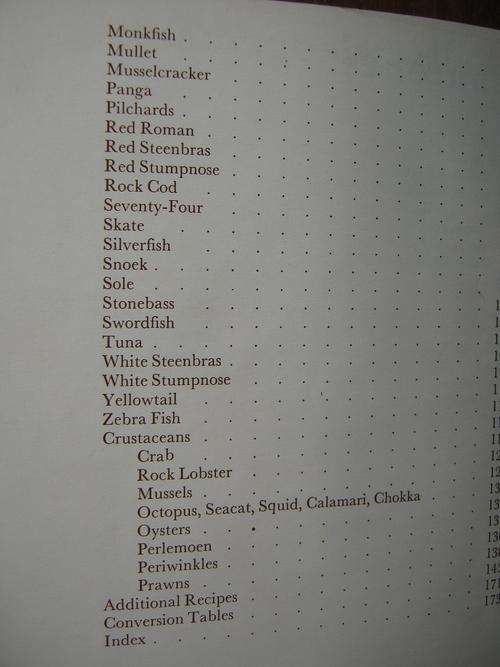 Monkfish
Mullet
Musselcracker
Panga
Pilchards
Red Roman
Red Steenbras
Red Stumpnose
Rock Cod
Seventy-Four
Skate
Silverfish
Snoek
Sole
Stonebass
Swordfish
Tuna
White Steenbras
White Stumpnose
Yellowtail
Zebra Fish
Crustaceans
Crab
Rock Lobster
Mussels
Octopus, Seacat, Squid, Calamari, Chokka
Oysters
Perlemoen
Periwinkles
Prawns
Additional Recipes
Conversion Tables
Index